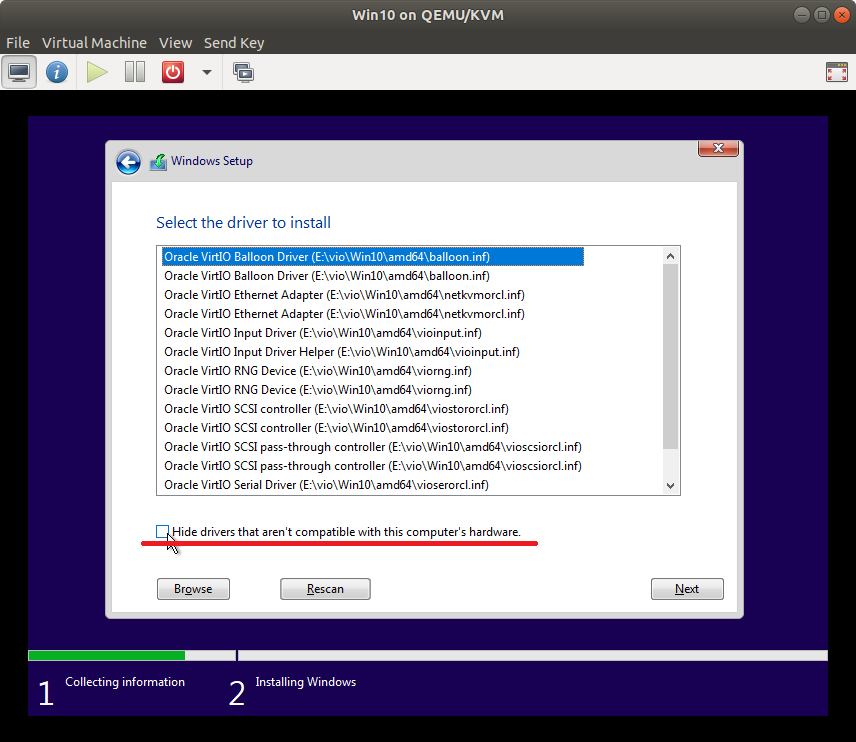 Win10 on QEMU/KVM
File Virtual Machine View Send Key
Windows Setup
Select the driver to install
Oracle VirtIO Balloon Driver (E:\vio\Win10\amd64\balloon.inf)
Oracle VirtIO Balloon Driver (E:\vio\Win10\amd64\balloon.inf)
Oracle VirtIO Ethernet Adapter (E:\vio\Win10\amd64\netkvmorcl.inf)
Oracle VirtIO Ethernet Adapter (E:\vio\Win10\amd64\netkvmorcl.inf)
Oracle VirtIO Input Driver (E:\vio\Win10\amd64\vioinput.inf)
Oracle VirtIO Input Driver Helper (E:\vio\Win10\amd64\vioinput.inf)
Oracle VirtIO RNG Device (E:\vio\Win10\amd64\viorng.inf)
Oracle VirtIO RNG Device (E:\vio\Win10\amd64\viorng.inf)
Oracle VirtIO SCSI controller (E:\vio\Win10\amd64\viostororcl.inf)
Oracle VirtIO SCSI controller (E:\vio\Win10\amd64\viostororcl.inf)
Oracle VirtIO SCSI pass-through controller (E:\vio\Win10\amd64\vioscsiorcl.inf)
Oracle VirtIO SCSI pass-through controller (E:\vio\Win10\amd64\vioscsiorcl.inf)
Oracle VirtIO Serial Driver (E:\vio\Win10\amd64\vioserorcl.inf)
Hide drivers that aren't compatible with this computer's hardware.
Browse Rescan Next
1 Collecting information 2 Installing Windows